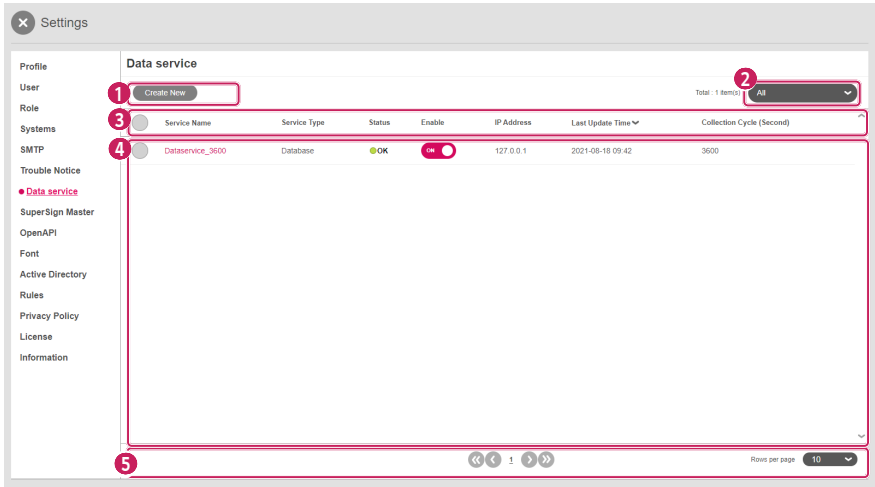 Settings
Profile
User
Role
Systems
SMTP
Trouble Notice
Data service
SuperSign Master
OpenAPI
Font
Active Directory
Rules
Privacy Policy
License
Information
Data service
1 Create New
Total : 1 item(s)
2 All
3 Service Name Service Type Status Enable IP Address Last Update Time Collection Cycle (Second)
4 Dataservice_3600 Database OK ON 127.0.0.1 2021-08-18 09:42 3600
5 1 Rows per page 10